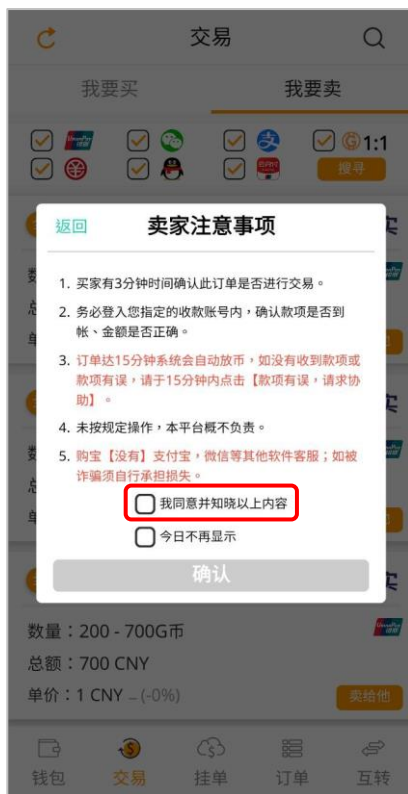 交易
我要买 我要卖
G 1:1
搜寻
返回 卖家注意事项
1. 买家有3分钟时间确认此订单是否进行交易。
2. 务必登入您指定的收款账号内，确认款项是否到
帐、金额是否正确。
3. 订单达15分钟系统会自动放币，如没有收到款项或
款项有误，请于15分钟内点击【款项有误，请求协
助】。
4. 未按规定操作，本平台概不负责。
5. 购宝【没有】支付宝，微信等其他软件客服；如被
诈骗须自行承担损失。
我同意并知晓以上内容
今日不再显示
确认
数量：200 - 700G币
总额：700 CNY
单价：1 CNY – (-0%)
卖给他
钱包 交易 挂单 订单 互转